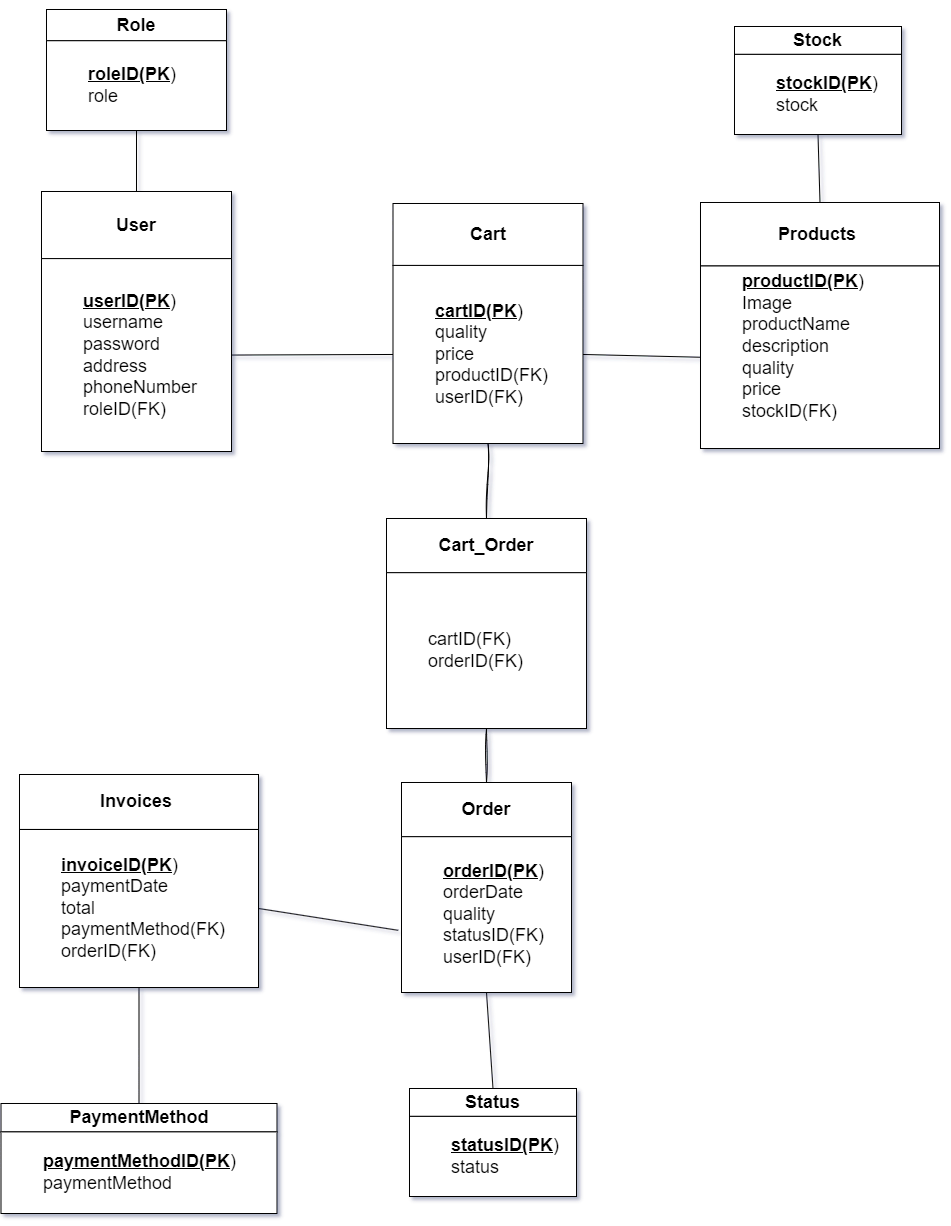 Role
roleID(PK)
role
Stock
stockID(PK)
stock
User
userID(PK)
username
password
address
phoneNumber
roleID(FK)
Cart
cartID(PK)
quality
price
productID(FK)
userID(FK)
Products
productID(PK)
Image
productName
description
quality
price
stockID(FK)
Cart_Order
cartID(FK)
orderID(FK)
Invoices
invoiceID(PK)
paymentDate
total
paymentMethod(FK)
orderID(FK)
Order
orderID(PK)
orderDate
quality
statusID(FK)
userID(FK)
PaymentMethod
paymentMethodID(PK)
paymentMethod
Status
statusID(PK)
status